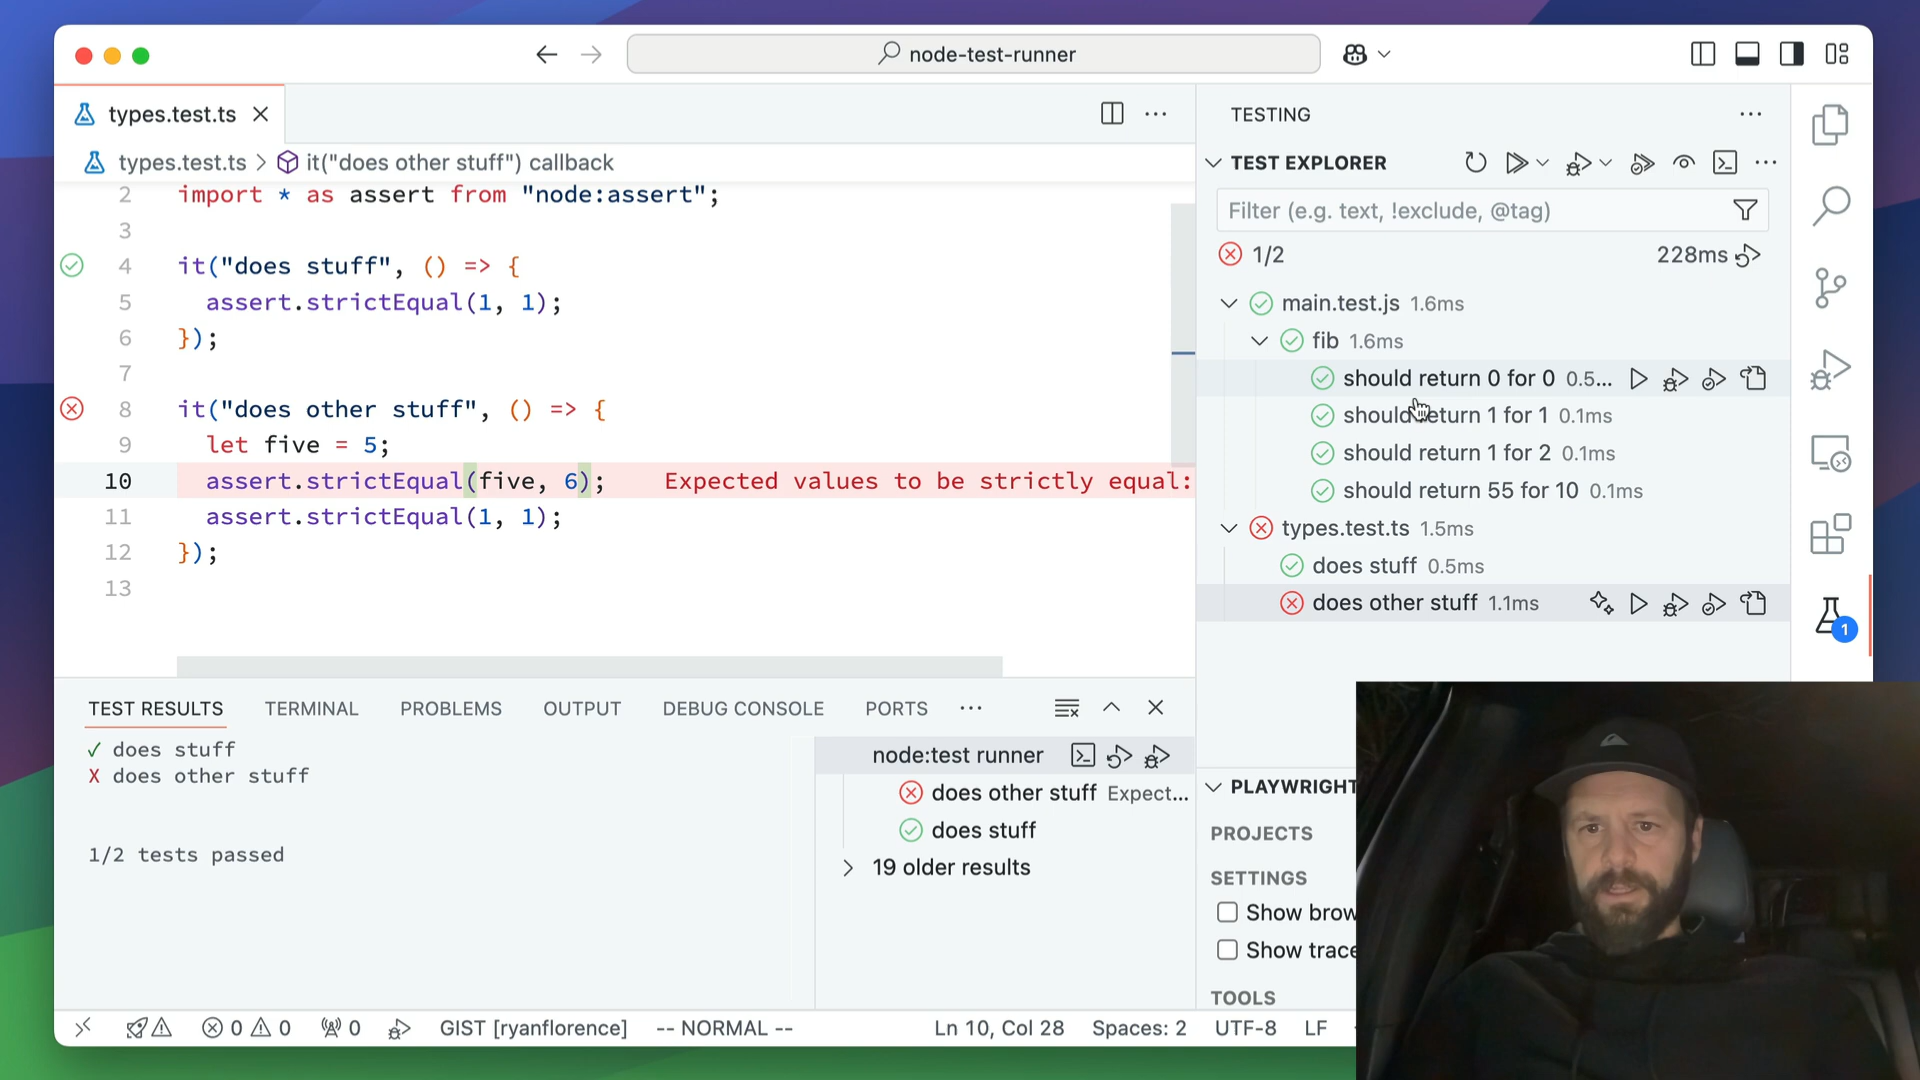 node-test-runner
types.test.ts
types.test.ts > it("does other stuff") callback
2 import * as assert from "node:assert";
3
4 it("does stuff", () => {
5 assert.strictEqual(1, 1);
6 });
7
8 it("does other stuff", () => {
9 let five = 5;
10 assert.strictEqual(five, 6); Expected values to be strictly equal:
11 assert.strictEqual(1, 1);
12 });
13
TESTING
TEST EXPLORER
Filter (e.g. text, !exclude, @tag)
1/2 228ms
main.test.js 1.6ms
fib 1.6ms
should return 0 for 0 0.5...
should return 1 for 1 0.1ms
should return 1 for 2 0.1ms
should return 55 for 10 0.1ms
types.test.ts 1.5ms
does stuff 0.5ms
does other stuff 1.1ms
1
TEST RESULTS TERMINAL PROBLEMS OUTPUT DEBUG CONSOLE PORTS
✓ does stuff
X does other stuff
1/2 tests passed
node:test runner
does other stuff Expect...
does stuff
19 older results
PLAYWRIGHT
PROJECTS
SETTINGS
Show brow
Show trace
TOOLS
0 0 0 GIST [ryanflorence] -- NORMAL -- Ln 10, Col 28 Spaces: 2 UTF-8 LF